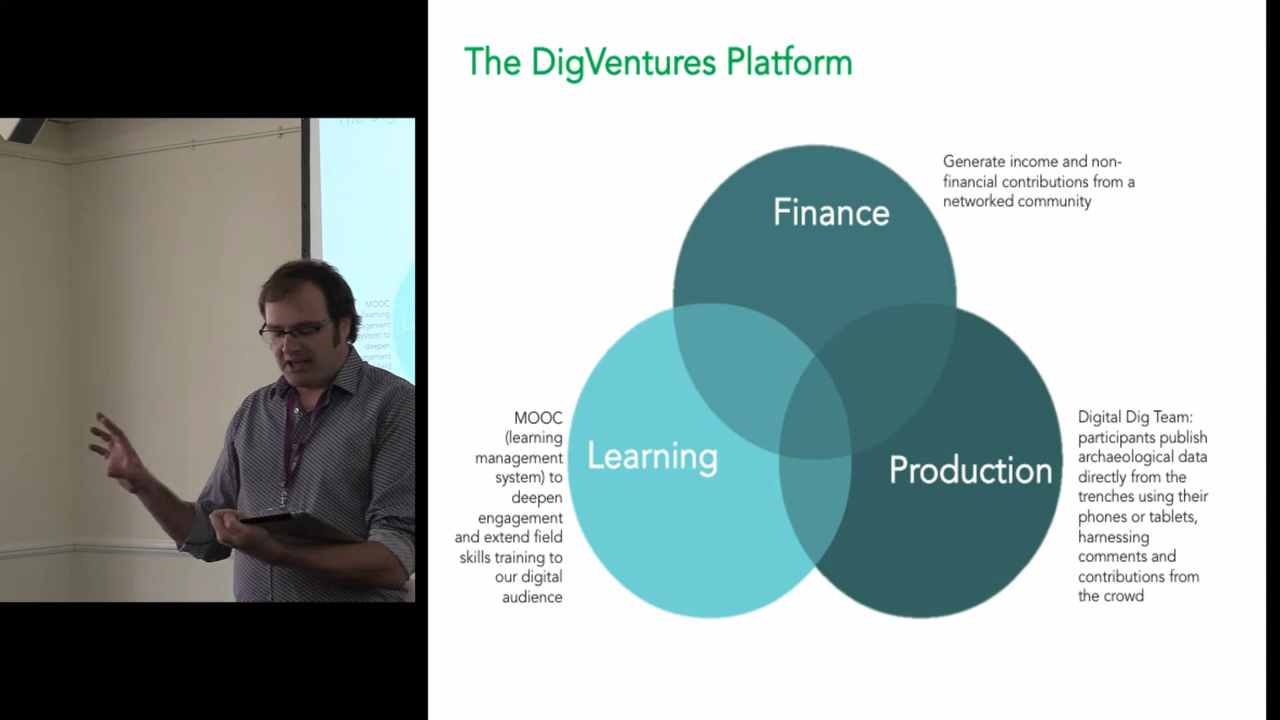 The DigVentures Platform
Finance
Generate income and non-
financial contributions from a
networked community
MOOC
(learning
management
system) to
deepen
engagement
and extend field
skills training to
our digital
audience
Learning
Production
Digital Dig Team:
participants publish
archaeological data
directly from the
trenches using their
phones or tablets,
harnessing
comments and
contributions from
the crowd
MOOC
deepen